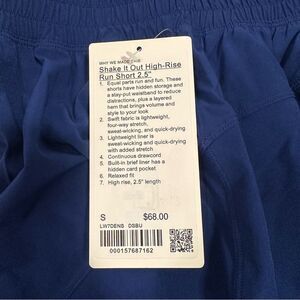 WHY WE MADE THIS
Shake It Out High-Rise
Run Short 2.5"
1. Equal parts run and fun. These
shorts have hidden storage and
a stay-put waistband to reduce
distractions, plus a layered
hem that brings volume and
style to your look
2. Swift fabric is lightweight,
four-way stretch,
sweat-wicking, and quick-drying
3. Lightweight liner is
sweat-wicking and quick-drying
with added stretch
4. Continuous drawcord
5. Built-in brief liner has a
hidden card pocket
6. Relaxed fit
7. High rise, 2.5" length
S $68.00
LW7DENS DSBU
000157687162